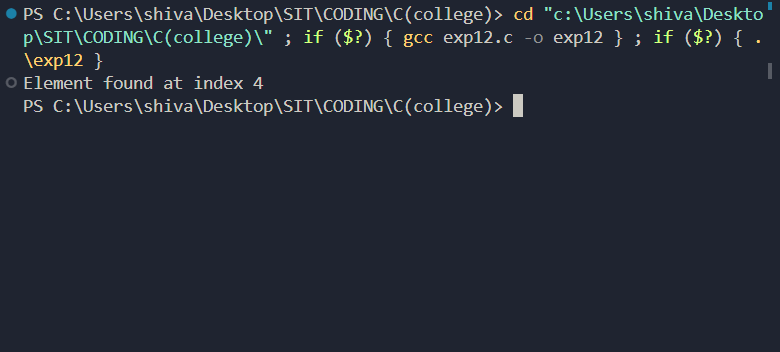 PS C:\Users\shiva\Desktop\SIT\CODING\C(college)> cd "c:\Users\shiva\Deskto
p\SIT\CODING\C(college)\" ; if ($?) { gcc exp12.c -o exp12 } ; if ($?) { .
\exp12 }
Element found at index 4
PS C:\Users\shiva\Desktop\SIT\CODING\C(college)>